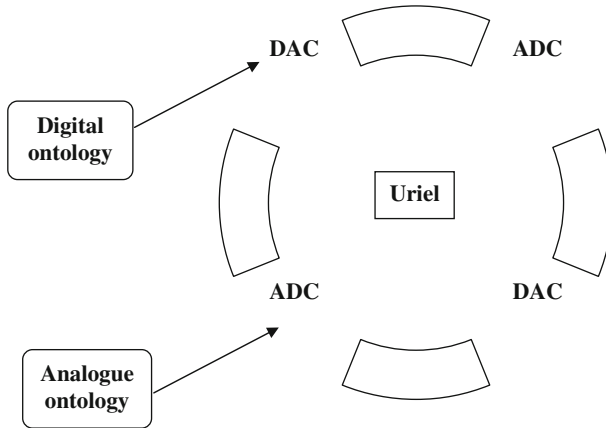 DAC
ADC
Digital
ontology
Uriel
ADC
DAC
Analogue
ontology